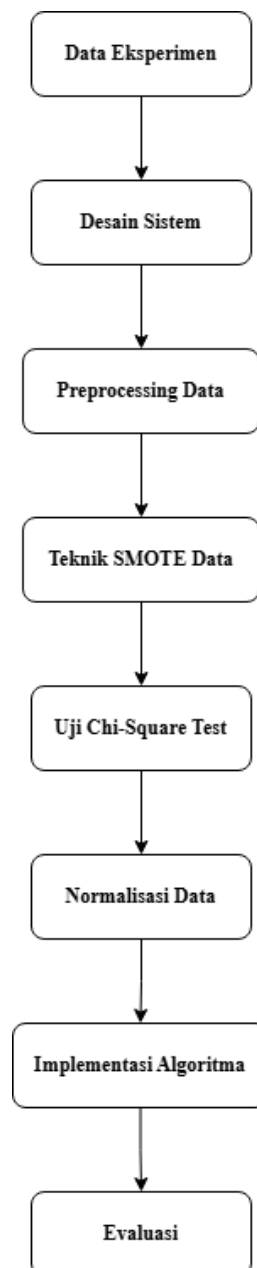 Data Eksperimen
Desain Sistem
Preprocessing Data
Teknik SMOTE Data
Uji Chi-Square Test
Normalisasi Data
Implementasi Algoritma
Evaluasi